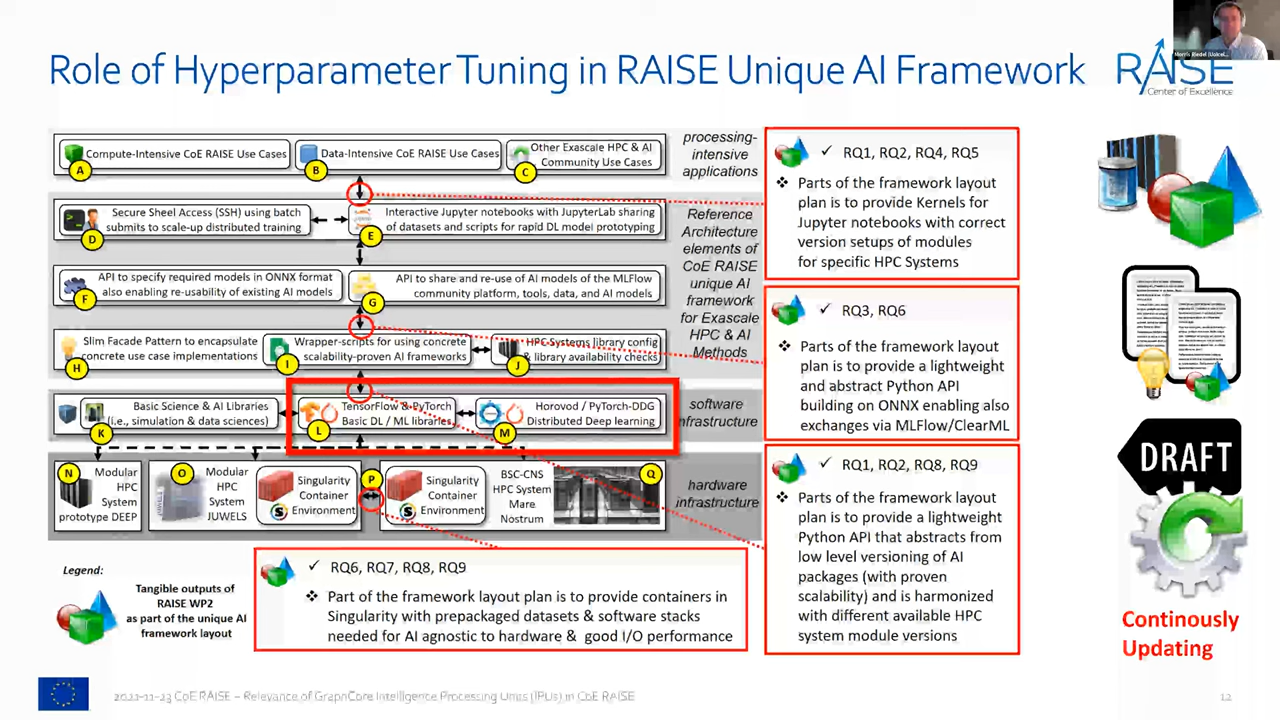 Role of Hyperparameter Tuning in RAISE Unique AI Framework
RAISE
Center of Excellence
Compute-Intensive CoE RAISE Use Cases
A
Data-Intensive CoE RAISE Use Cases
B
Other Exascale HPC & AI
Community Use Cases
C
processing-
intensive
applications
Secure Sheel Access (SSH) using batch
submits to scale-up distributed training
D
Interactive Jupyter notebooks with JupyterLab sharing
of datasets and scripts for rapid DL model prototyping
E
API to specify required models in ONNX format
also enabling re-usability of existing AI models
F
API to share and re-use of AI models of the MLFlow
community platform, tools, data, and AI models
G
Slim Facade Pattern to encapsulate
concrete use case implementations
H
Wrapper-scripts for using concrete
scalability-proven AI frameworks
I
HPC Systems library config
& library availability checks
J
Reference
Architecture
elements of
CoE RAISE
unique AI
framework
for Exascale
HPC & AI
Methods
Basic Science & AI Libraries
(i.e., simulation & data sciences)
K
TensorFlow & PyTorch
Basic DL / ML libraries
L
Horovod / PyTorch-DDG
Distributed Deep learning
M
software
infrastructure
N
Modular
HPC
System
prototype DEEP
O
Modular
HPC
System
JUWELS
Singularity
Container
Environment
P
Singularity
Container
Environment
BSC-CNS
HPC System
Mare
Nostrum
Q
hardware
infrastructure
✓ RQ1, RQ2, RQ4, RQ5
❖ Parts of the framework layout
plan is to provide Kernels for
Jupyter notebooks with correct
version setups of modules
for specific HPC Systems
✓ RQ3, RQ6
❖ Parts of the framework layout
plan is to provide a lightweight
and abstract Python API
building on ONNX enabling also
exchanges via MLFlow/ClearML
✓ RQ1, RQ2, RQ8, RQ9
❖ Parts of the framework layout
plan is to provide a lightweight
Python API that abstracts from
low level versioning of AI
packages (with proven
scalability) and is harmonized
with different available HPC
system module versions
✓ RQ6, RQ7, RQ8, RQ9
❖ Part of the framework layout plan is to provide containers in
Singularity with prepackaged datasets & software stacks
needed for AI agnostic to hardware & good I/O performance
Legend:
Tangible outputs of
RAISE WP2
as part of the unique AI
framework layout
DRAFT
Continously
Updating
CoE RAISE – Relevance of GraphCore Intelligence Processing Units (IPUs) in CoE RAISE
12